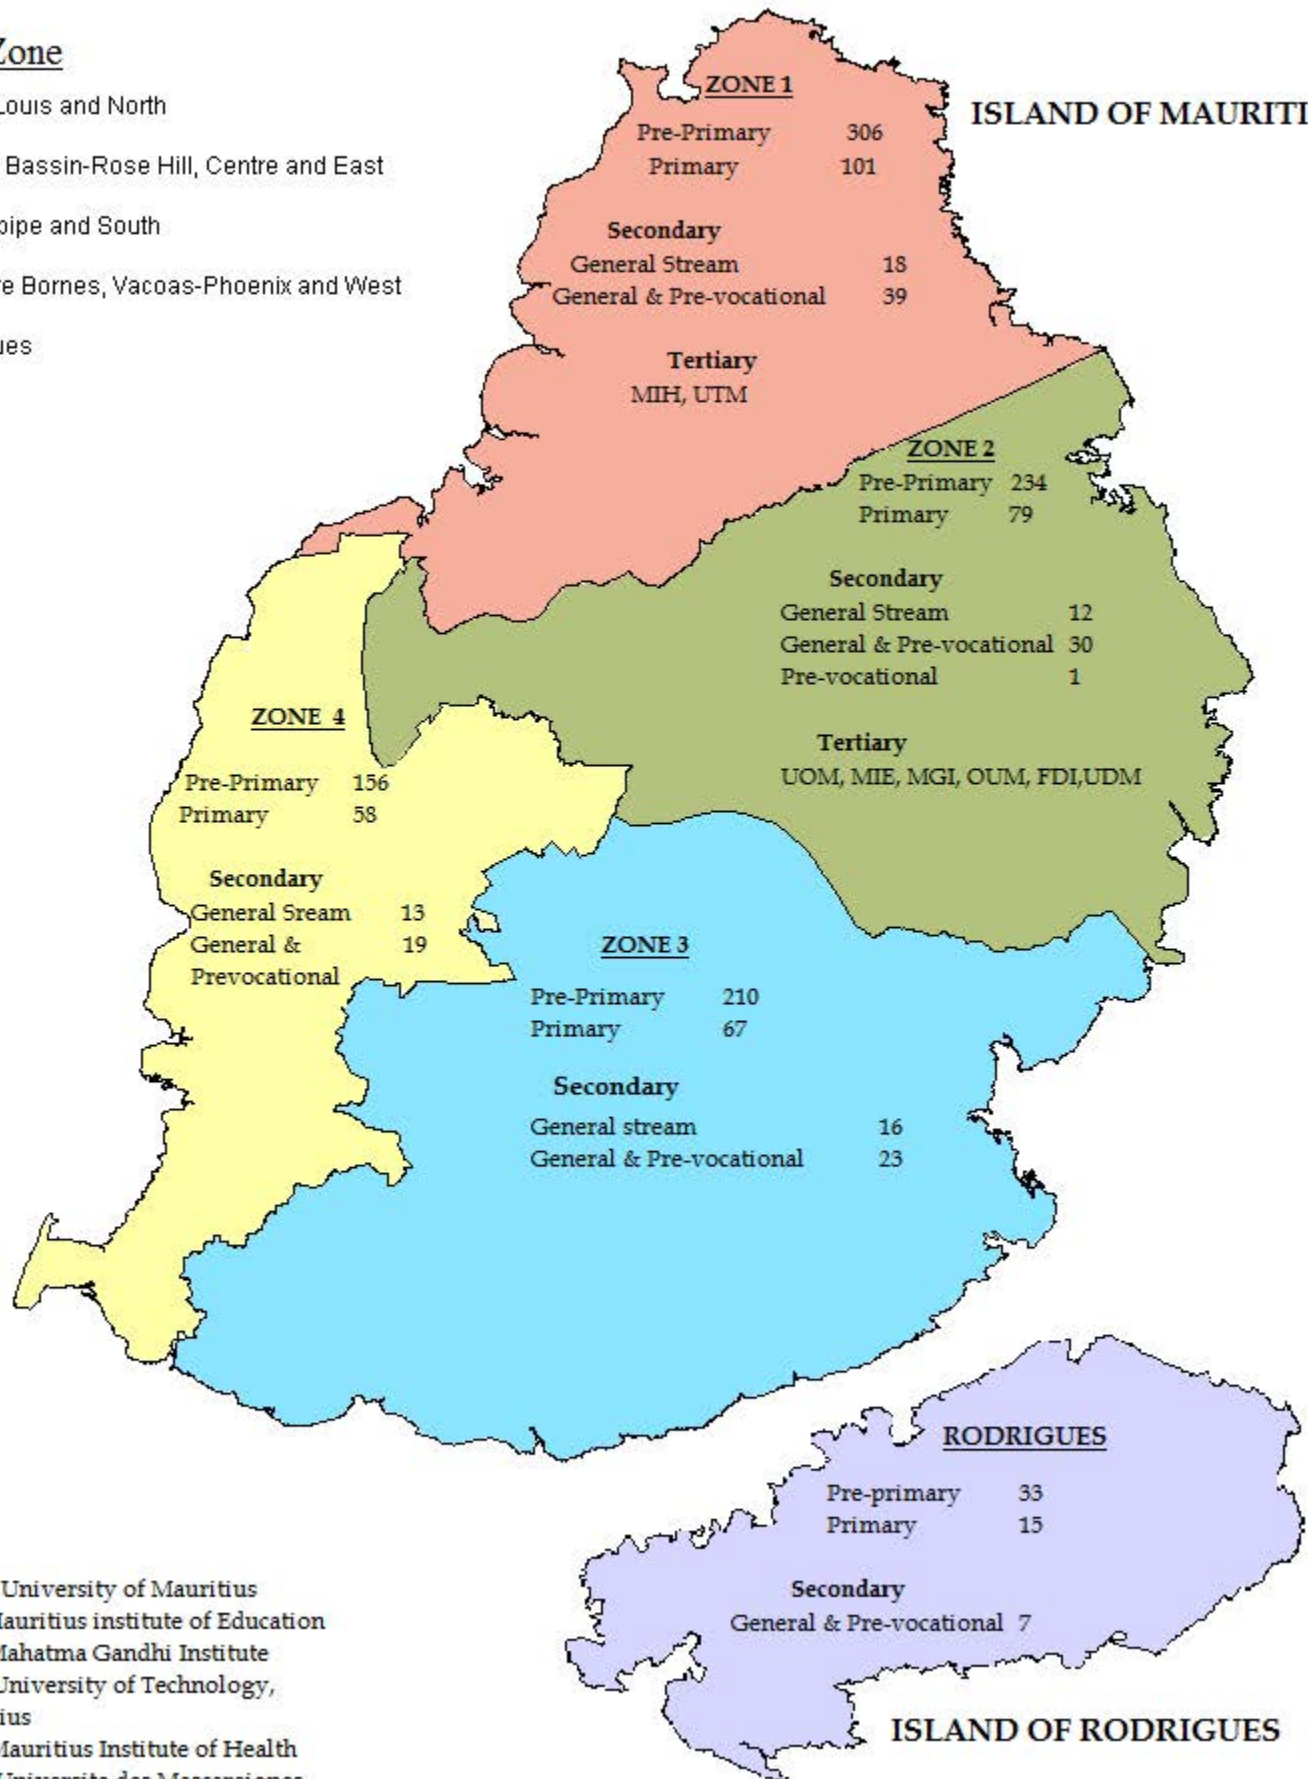 Zone
Louis and North
Bassin-Rose Hill, Centre and East
pipe and South
re Bornes, Vacoas-Phoenix and West
ues
ISLAND OF MAURITI
ZONE 1
Pre-Primary 306
Primary 101
Secondary
General Stream 18
General & Pre-vocational 39
Tertiary
MIH, UTM
ZONE 2
Pre-Primary 234
Primary 79
Secondary
General Stream 12
General & Pre-vocational 30
Pre-vocational 1
Tertiary
UOM, MIE, MGI, OUM, FDI,UDM
ZONE 4
Pre-Primary 156
Primary 58
Secondary
General Sream 13
General & 19
Prevocational
ZONE 3
Pre-Primary 210
Primary 67
Secondary
General stream 16
General & Pre-vocational 23
RODRIGUES
Pre-primary 33
Primary 15
Secondary
General & Pre-vocational 7
ISLAND OF RODRIGUES
University of Mauritius
Mauritius institute of Education
Mahatma Gandhi Institute
University of Technology,
ius
Mauritius Institute of Health